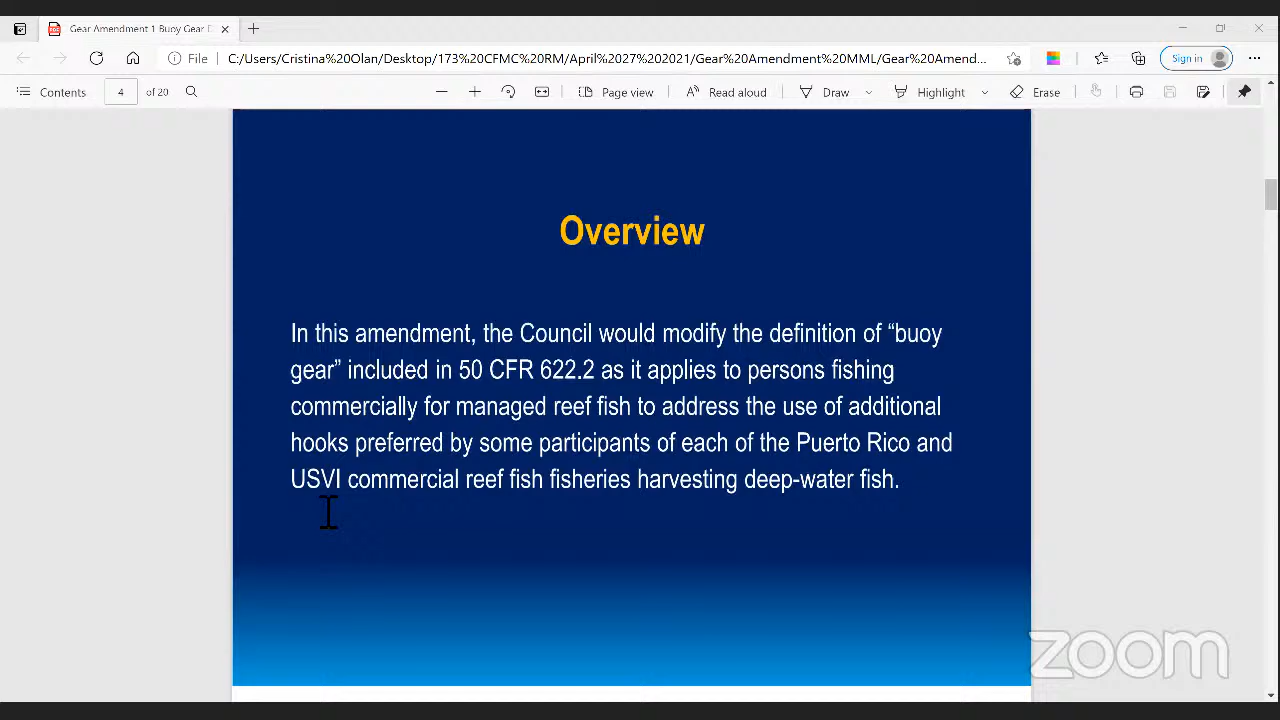 Gear Amendment 1 Buoy Gear
File
C:/Users/Cristina%20Olan/Desktop/173%20CFMC%20RM/April%2027%202021/Gear%20Amendment%20MML/Gear%20Amend...
Sign in
Contents
4
of 20
Page view
Read aloud
Draw
Highlight
Erase
Overview
In this amendment, the Council would modify the definition of “buoy
gear” included in 50 CFR 622.2 as it applies to persons fishing
commercially for managed reef fish to address the use of additional
hooks preferred by some participants of each of the Puerto Rico and
USVI commercial reef fish fisheries harvesting deep-water fish.
zoom